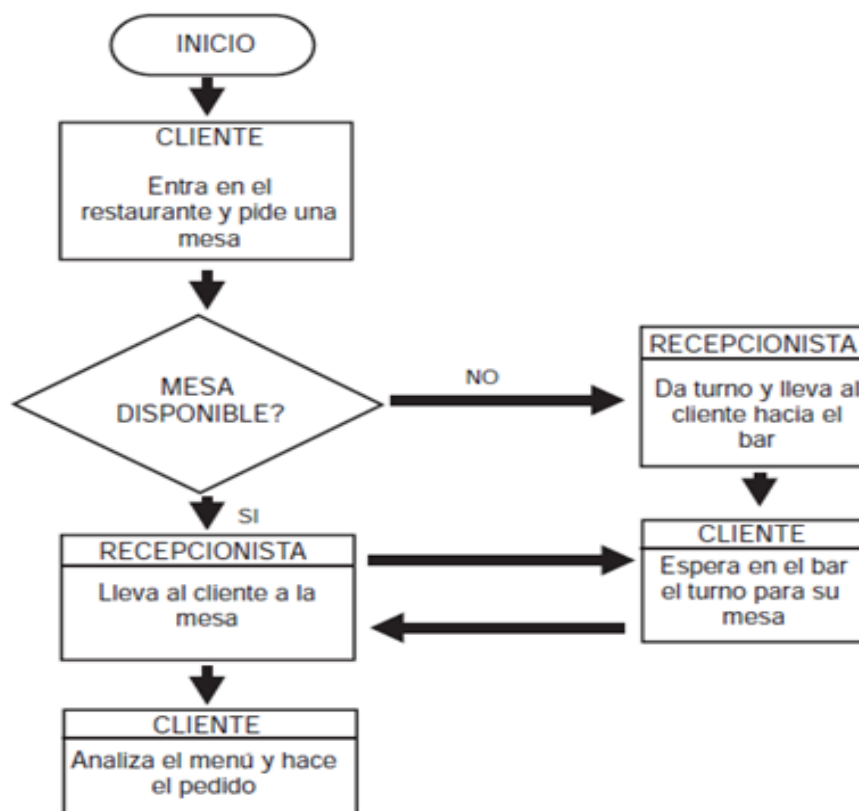 INICIO
CLIENTE
Entra en el
restaurante y pide una
mesa
MESA
DISPONIBLE?
NO
RECEPCIONISTA
Da turno y lleva al
cliente hacia el
bar
SI
RECEPCIONISTA
Lleva al cliente a la
mesa
CLIENTE
Espera en el bar
el turno para su
mesa
CLIENTE
Analiza el menú y hace
el pedido